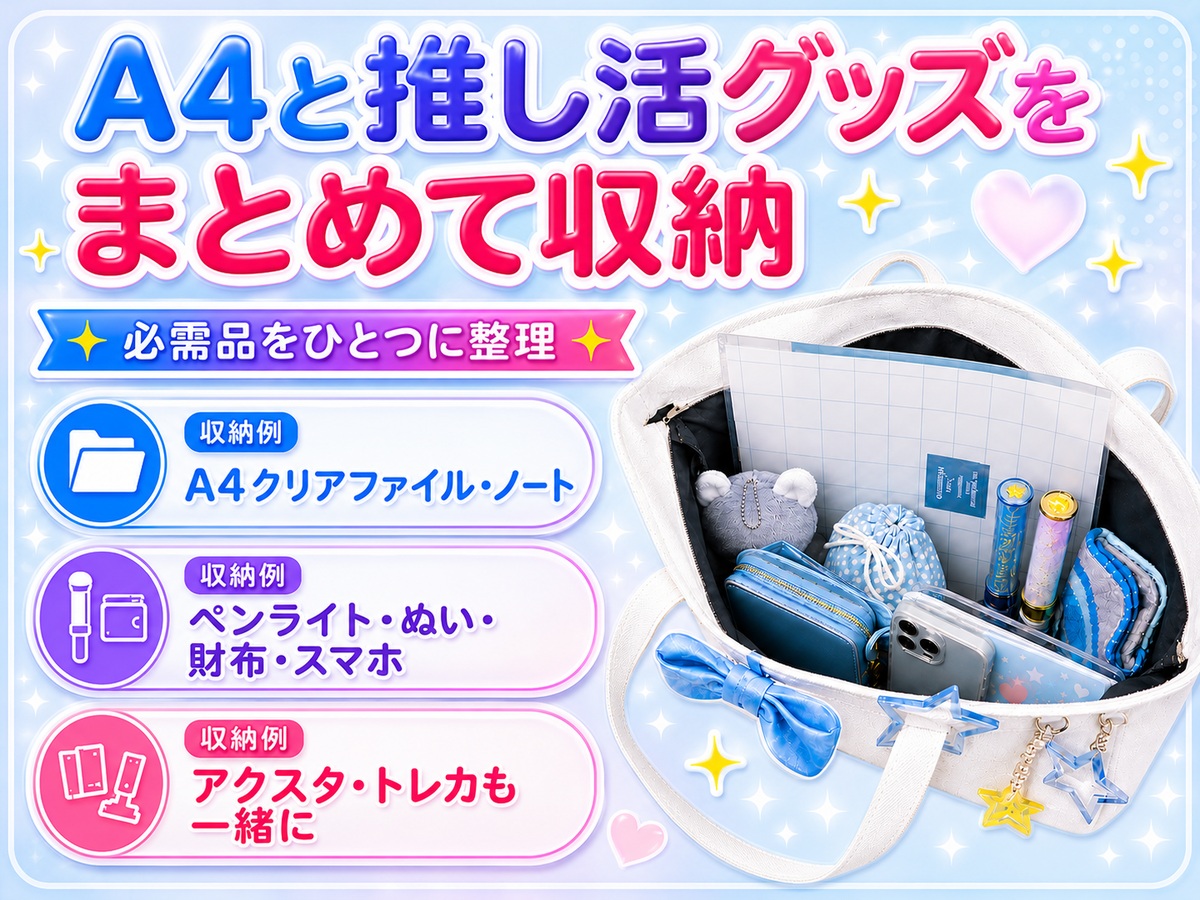 A4と推し活グッズを
まとめて収納
必需品をひとつに整理
収納例
A4クリアファイル・ノート
収納例
ペンライト・ぬい・
財布・スマホ
収納例
アクスタ・トレカも
一緒に